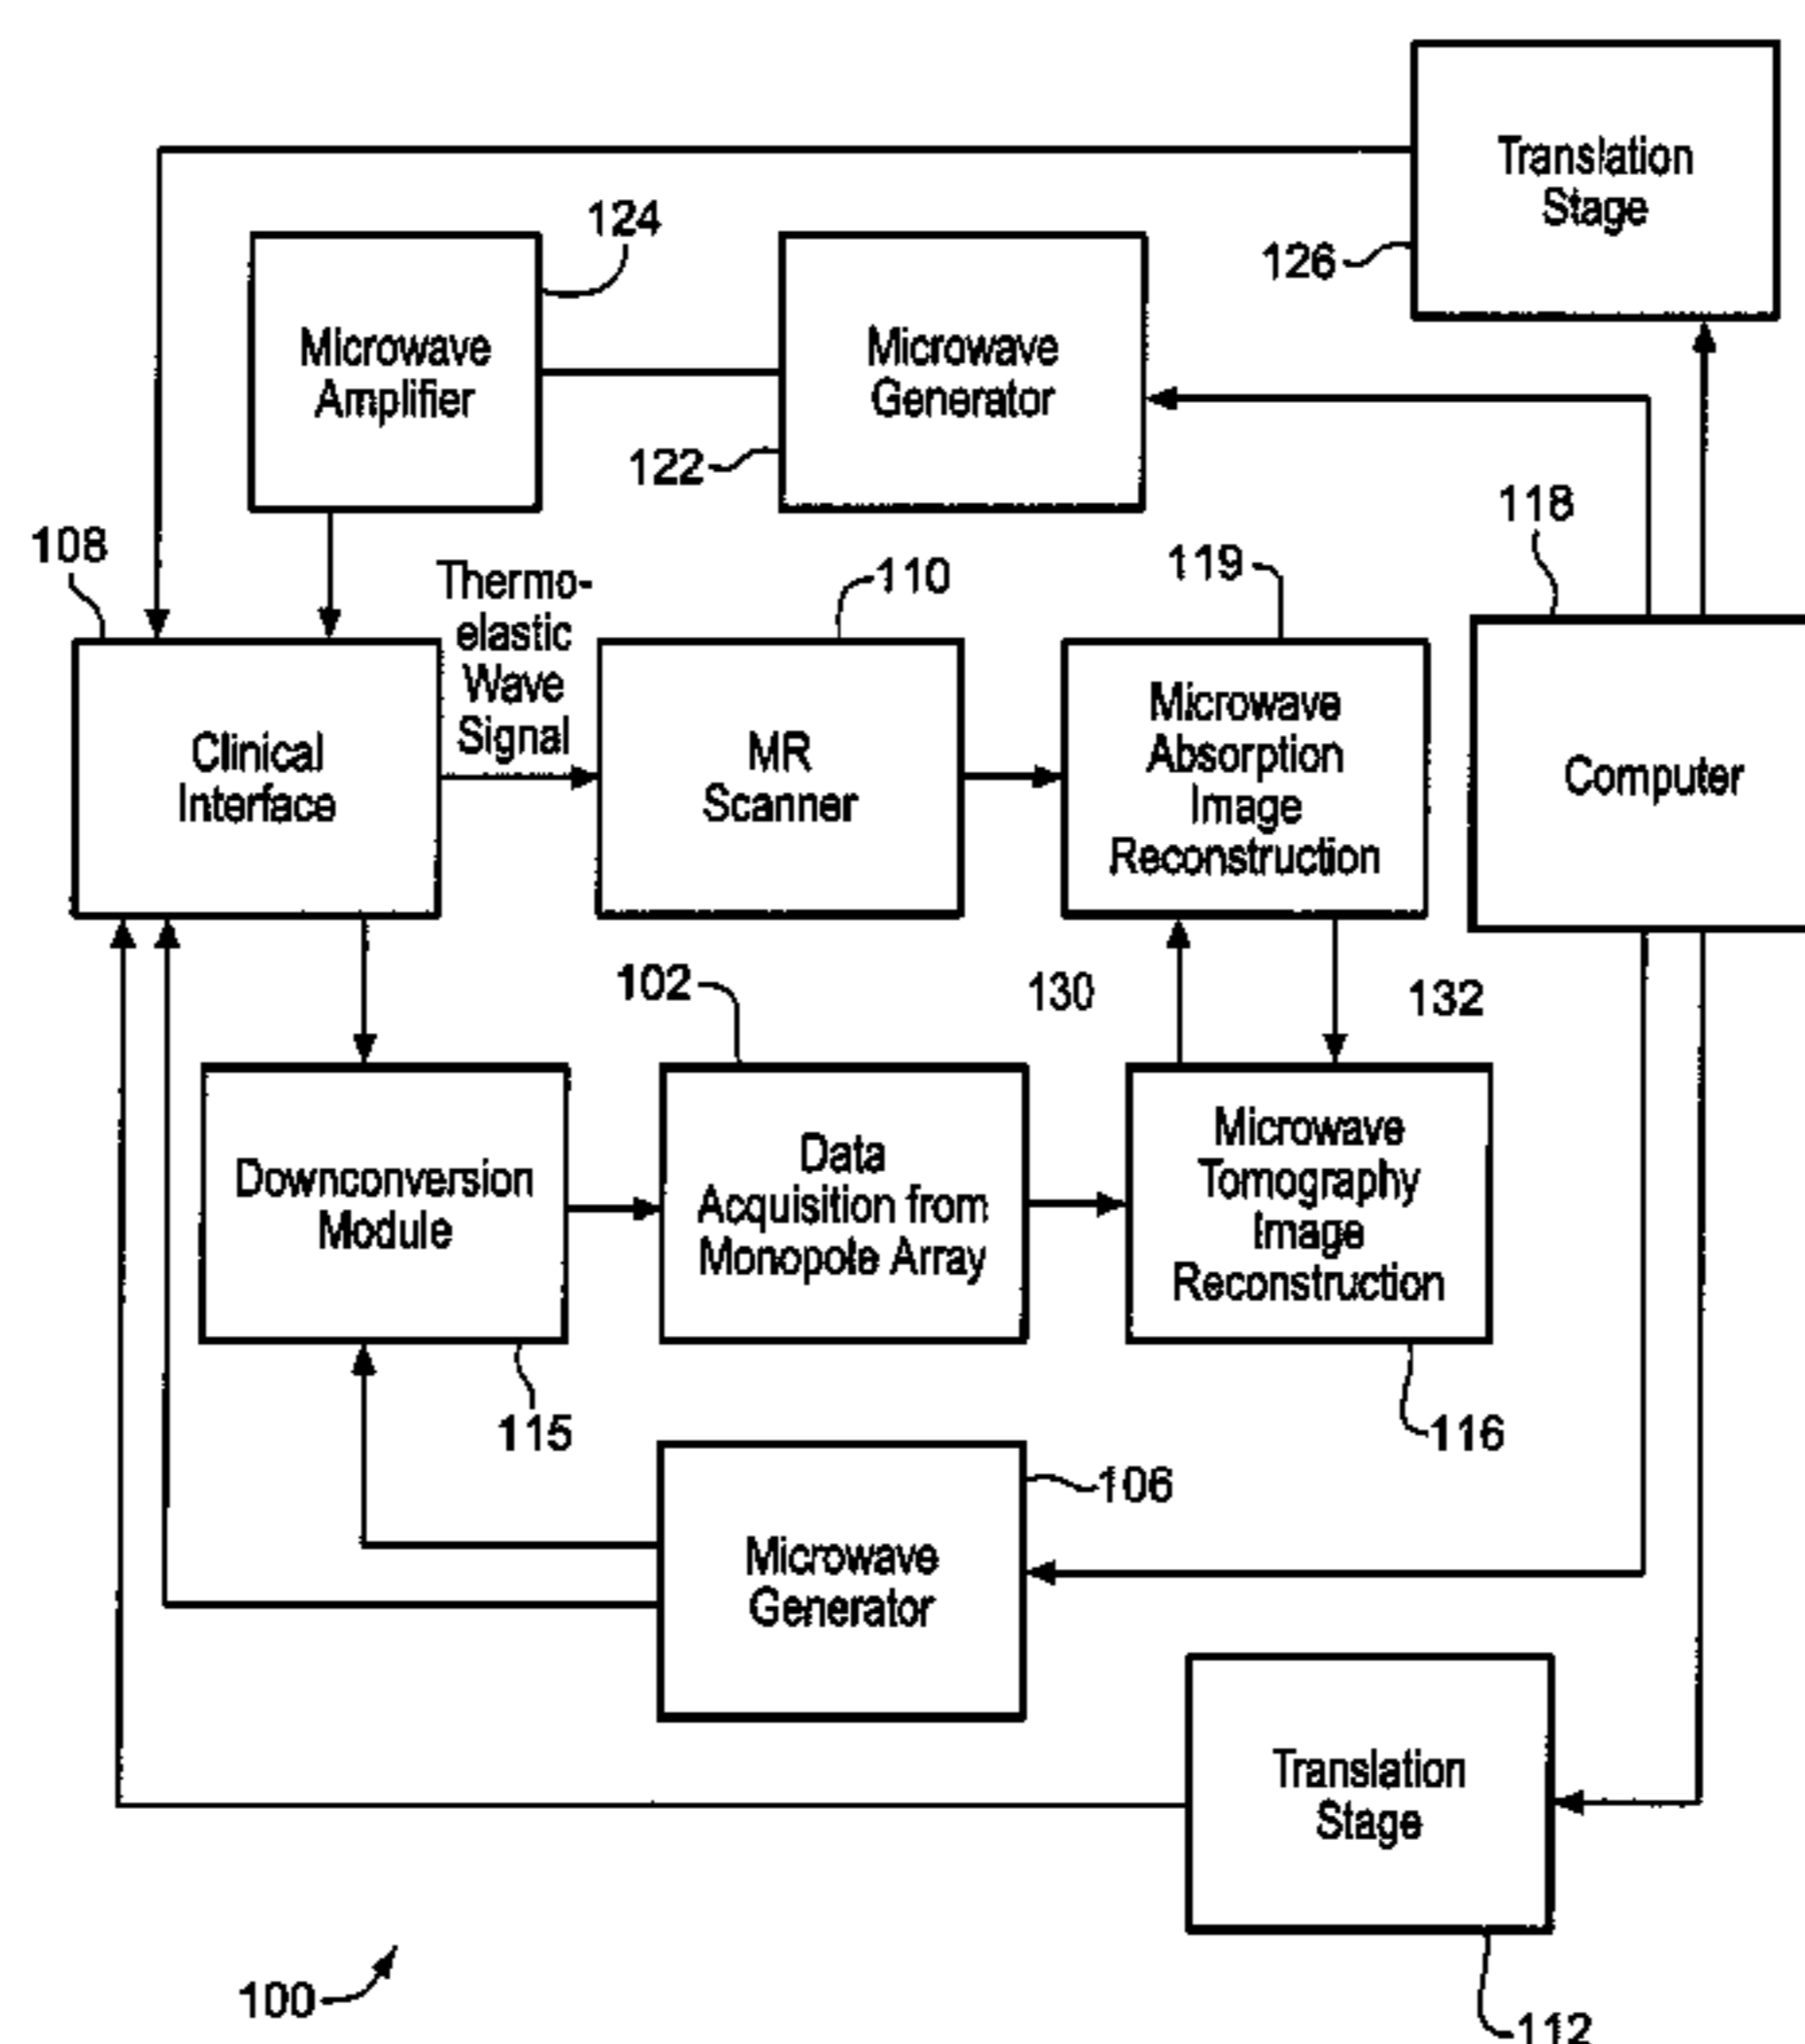 Translation
Stage
126
124
Microwave
Amplifier
Microwave
Generator
122
118
108
Thermo-
elastic
Wave
Signal
110
119
Clinical
Interface
MR
Scanner
Microwave
Absorption
Image
Reconstruction
Computer
102
130
132
Downconversion
Module
Data
Acquisition from
Monopole Array
Microwave
Tomography
Image
Reconstruction
115
116
106
Microwave
Generator
Translation
Stage
100
112